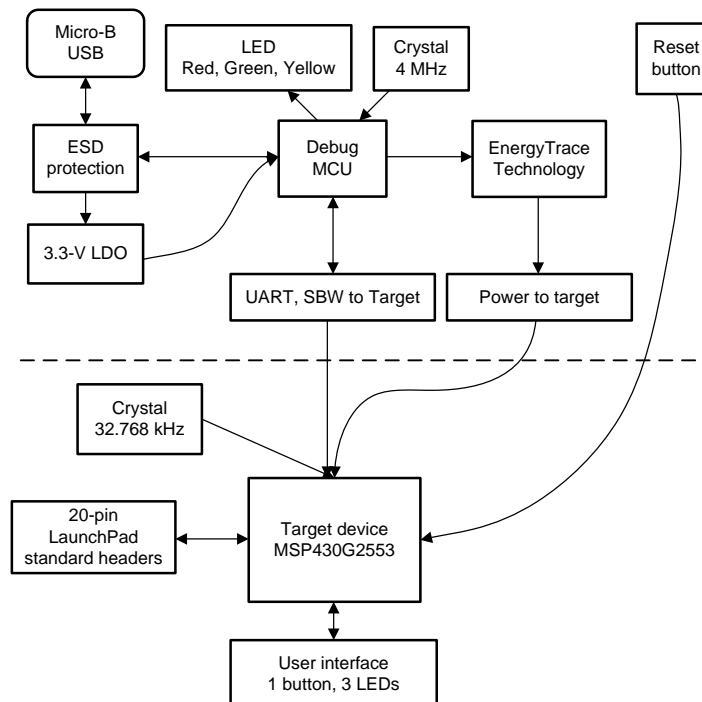 Micro-B
USB
LED
Red, Green, Yellow
Crystal
4 MHz
Reset
button
ESD
protection
Debug
MCU
EnergyTrace
Technology
3.3-V LDO
UART, SBW to Target
Power to target
Crystal
32.768 kHz
20-pin
LaunchPad
standard headers
Target device
MSP430G2553
User interface
1 button, 3 LEDs